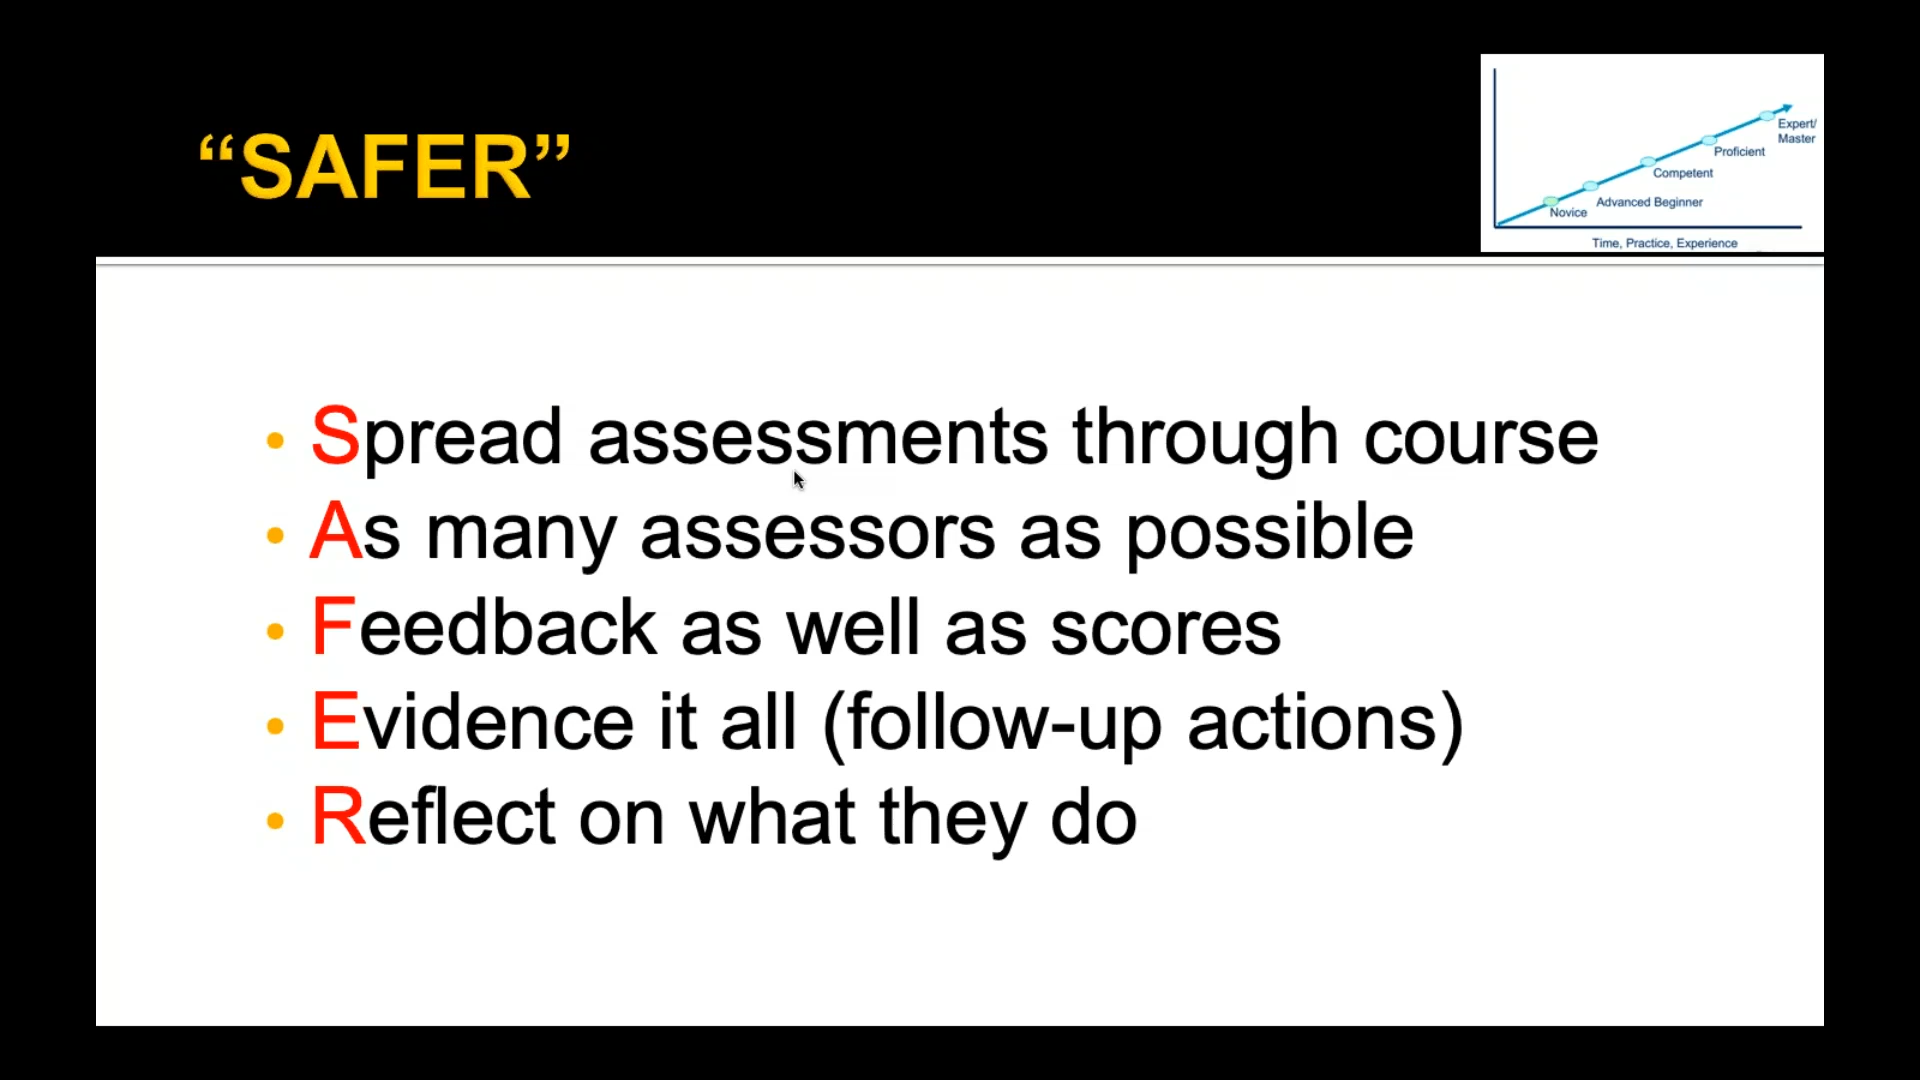 “SAFER”
Expert/
Master
Proficient
Competent
Advanced Beginner
Novice
Time, Practice, Experience
• Spread assessments through course
• As many assessors as possible
• Feedback as well as scores
• Evidence it all (follow-up actions)
• Reflect on what they do